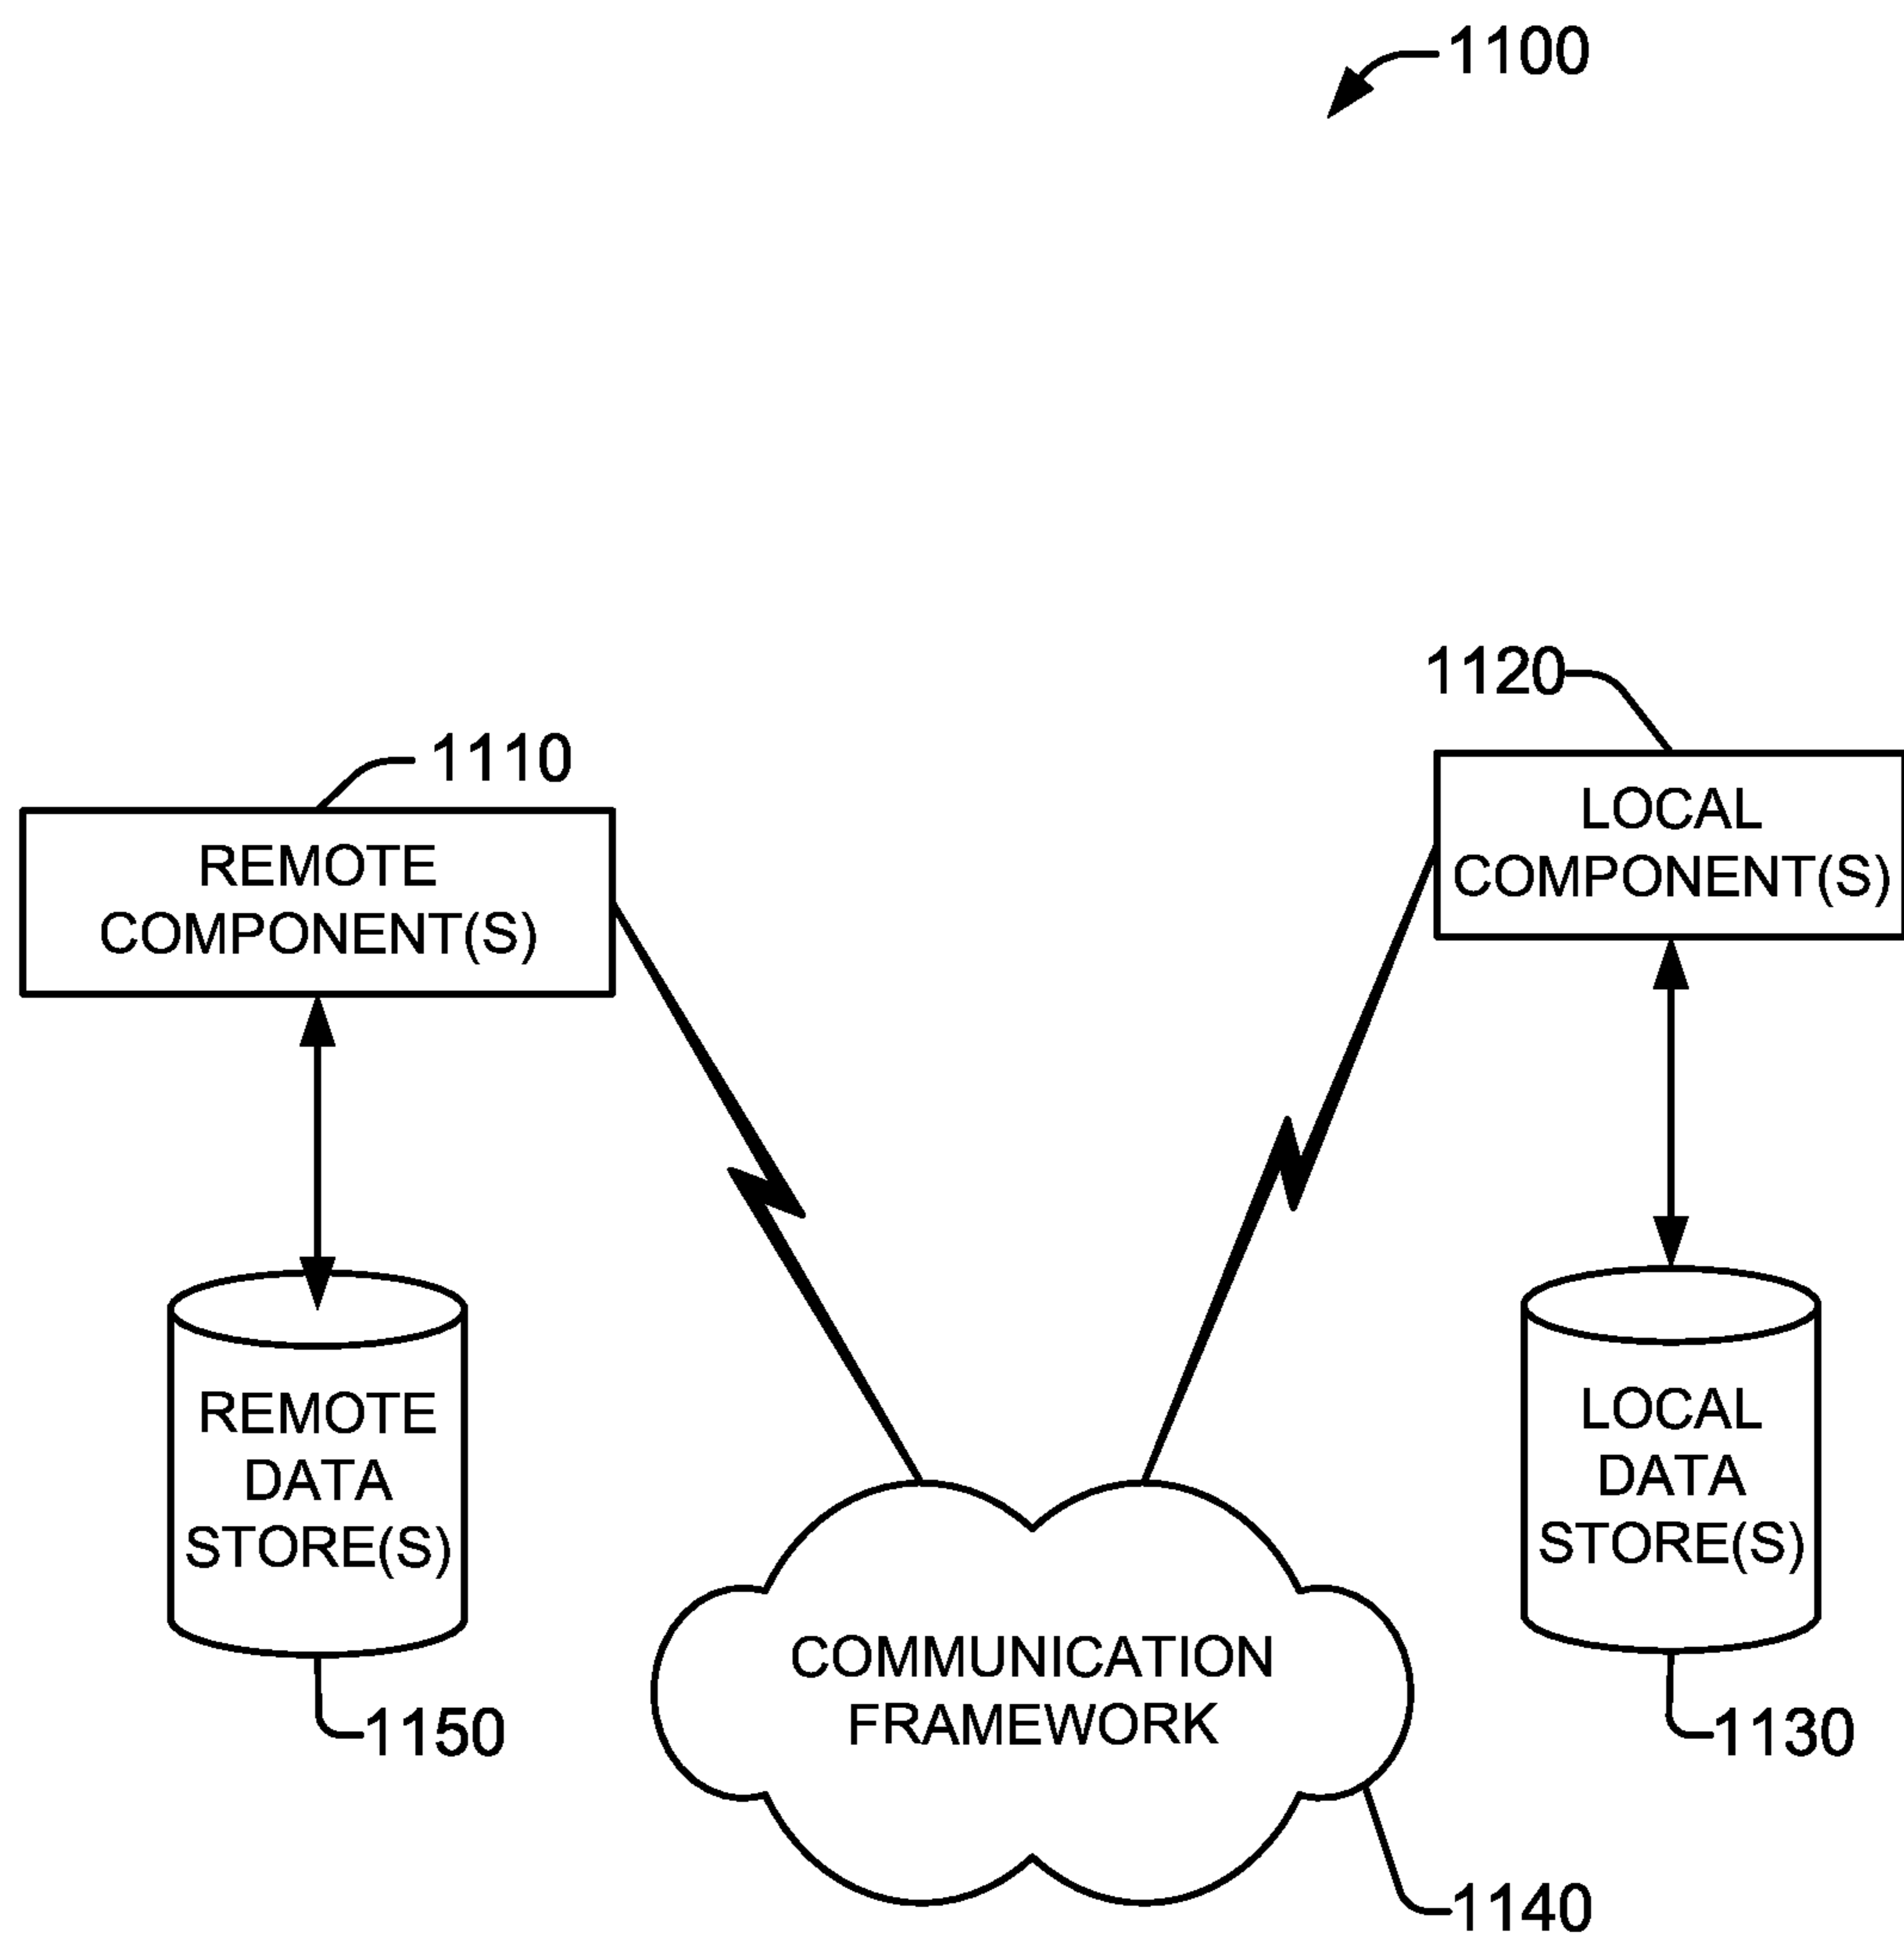 1100
1120
1110
LOCAL
COMPONENT(S)
REMOTE
COMPONENT(S)
REMOTE
DATA
STORE(S)
LOCAL
DATA
STORE(S)
COMMUNICATION
FRAMEWORK
1150
1130
1140